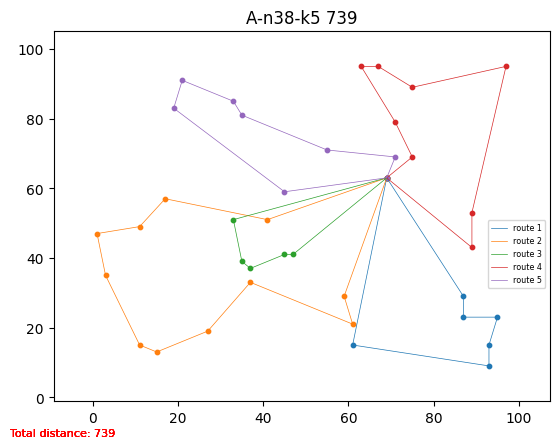 A-n38-k5 739
100
80
60
40
20
0
route 1
route 2
route 3
route 4
route 5
0 20 40 60 80 100
Total distance: 739